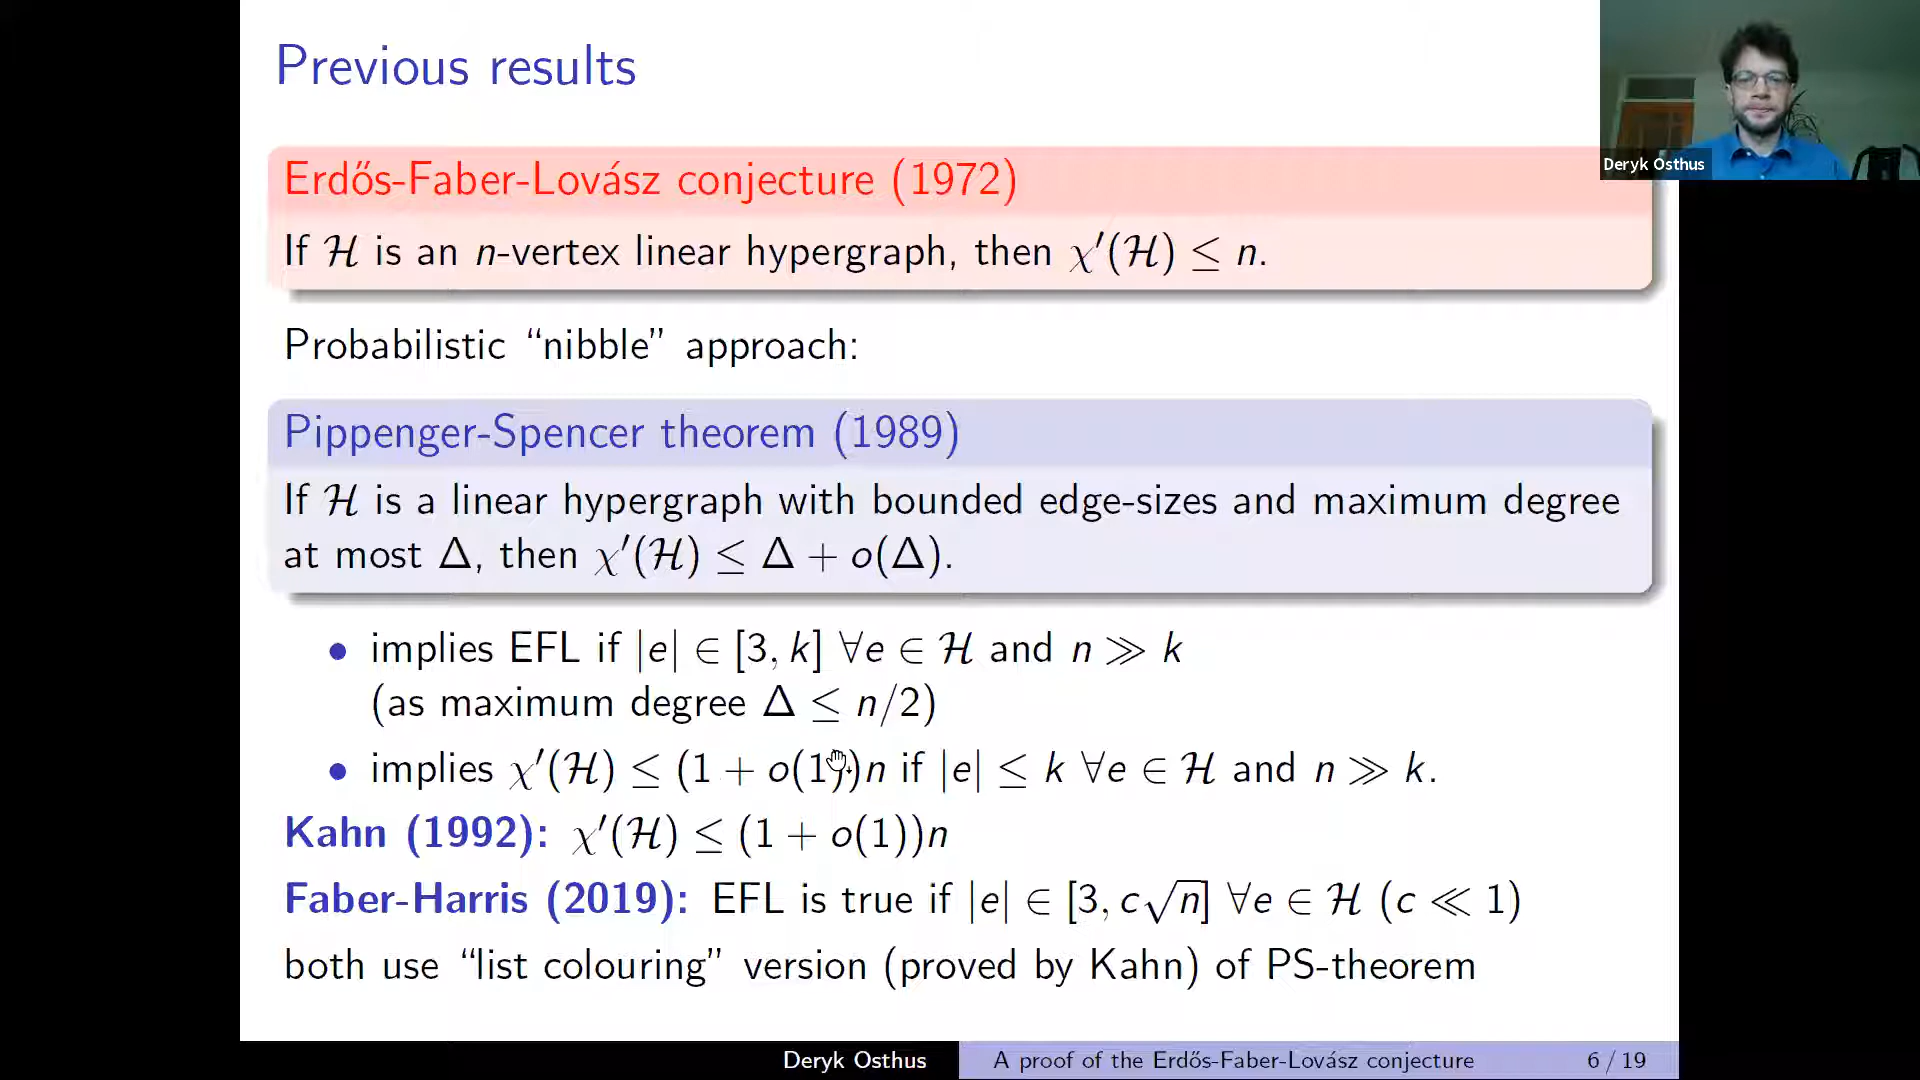 Previous results
Deryk Osthus
Erdős-Faber-Lovász conjecture (1972)
If ℋ is an n-vertex linear hypergraph, then χ′(ℋ) ≤ n.
Probabilistic “nibble” approach:
Pippenger-Spencer theorem (1989)
If ℋ is a linear hypergraph with bounded edge-sizes and maximum degree
at most Δ, then χ′(ℋ) ≤ Δ + o(Δ).
• implies EFL if |e| ∈ [3, k] ∀e ∈ ℋ and n ≫ k
(as maximum degree Δ ≤ n/2)
• implies χ′(ℋ) ≤ (1 + o(1))n if |e| ≤ k ∀e ∈ ℋ and n ≫ k.
Kahn (1992): χ′(ℋ) ≤ (1 + o(1))n
Faber-Harris (2019): EFL is true if |e| ∈ [3, c√n] ∀e ∈ ℋ (c ≪ 1)
both use “list colouring” version (proved by Kahn) of PS-theorem
Deryk Osthus A proof of the Erdős-Faber-Lovász conjecture 6 / 19